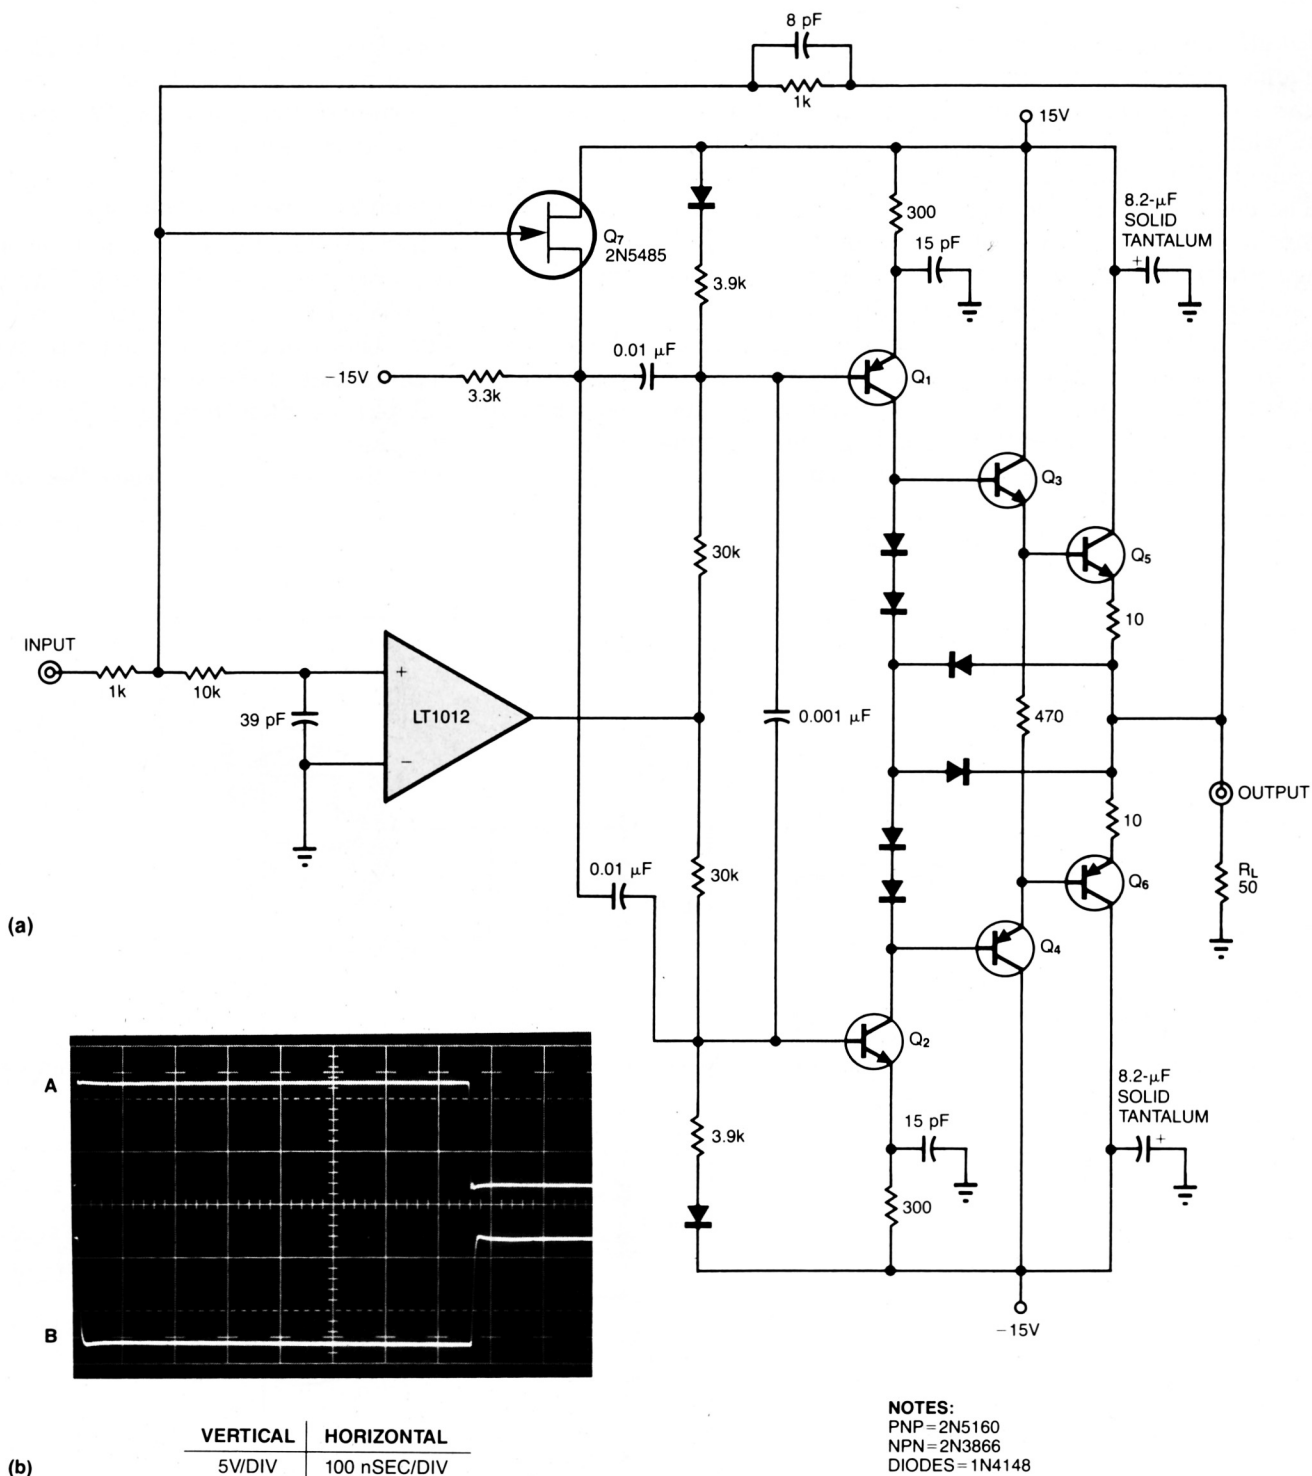 8 pF
1k
15V
8.2-μF
SOLID
TANTALUM
+
300
15 pF
Q7
2N5485
3.9k
0.01 μF
−15V
3.3k
Q1
Q3
30k
Q5
10
INPUT
1k
10k
+
39 pF
LT1012
−
0.001 μF
470
OUTPUT
10
0.01 μF
30k
RL
50
Q6
(a)
Q4
Q2
8.2-μF
SOLID
TANTALUM
+
A
3.9k
15 pF
300
B
−15V
NOTES:
PNP=2N5160
NPN=2N3866
DIODES=1N4148
VERTICAL HORIZONTAL
(b) 5V/DIV 100 nSEC/DIV